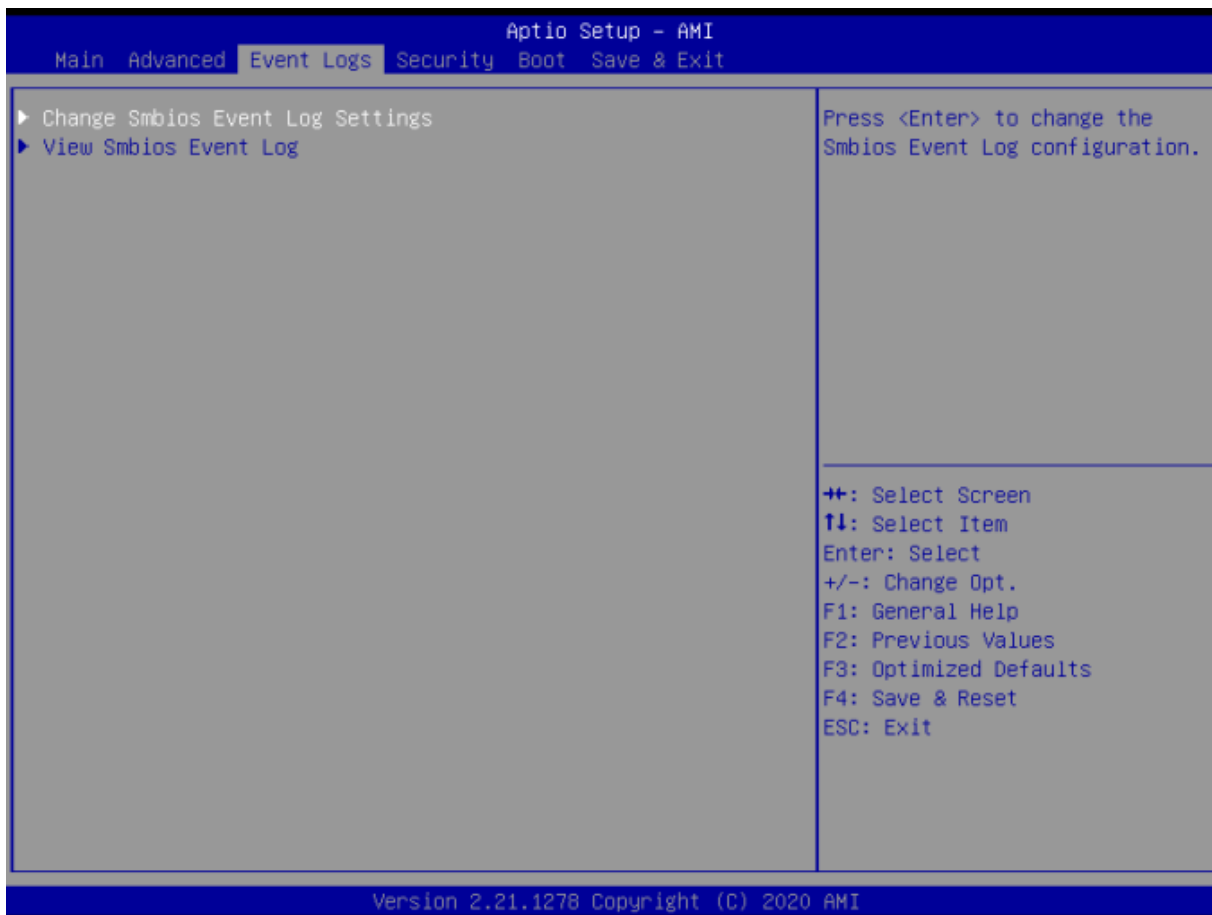 Aptio Setup – AMI
Main Advanced Event Logs Security Boot Save & Exit
▶ Change Smbios Event Log Settings
▶ View Smbios Event Log
Press <Enter> to change the
Smbios Event Log configuration.
→←: Select Screen
↑↓: Select Item
Enter: Select
+/-: Change Opt.
F1: General Help
F2: Previous Values
F3: Optimized Defaults
F4: Save & Reset
ESC: Exit
Version 2.21.1278 Copyright (C) 2020 AMI